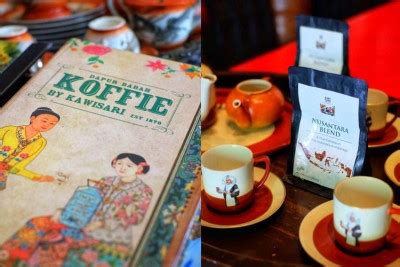 DAPUR BABAH
KOFFIE
BY KAWISARI EST 1870
NUSANTARA
BLEND